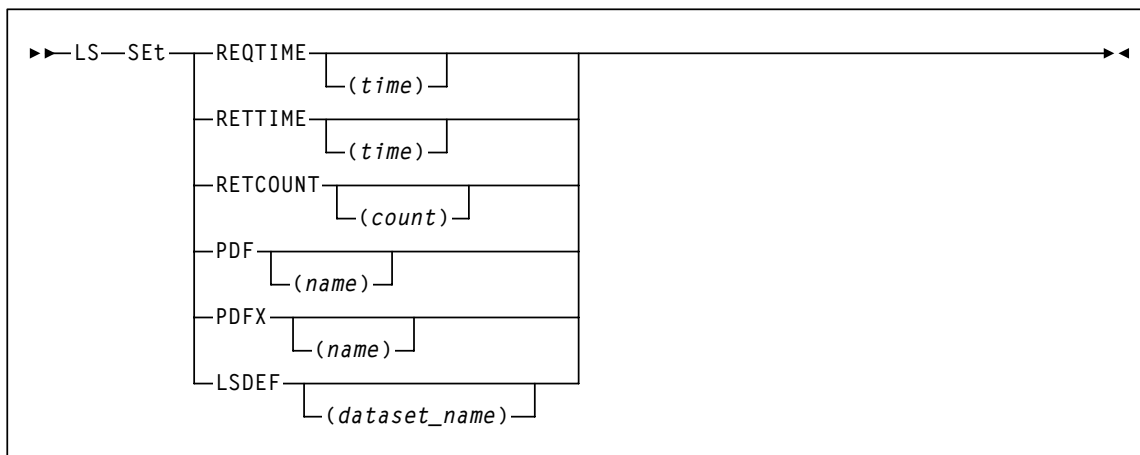 LS SEt REQTIME
(time)
RETTIME
(time)
RETCOUNT
(count)
PDF
(name)
PDFX
(name)
LSDEF
(dataset_name)